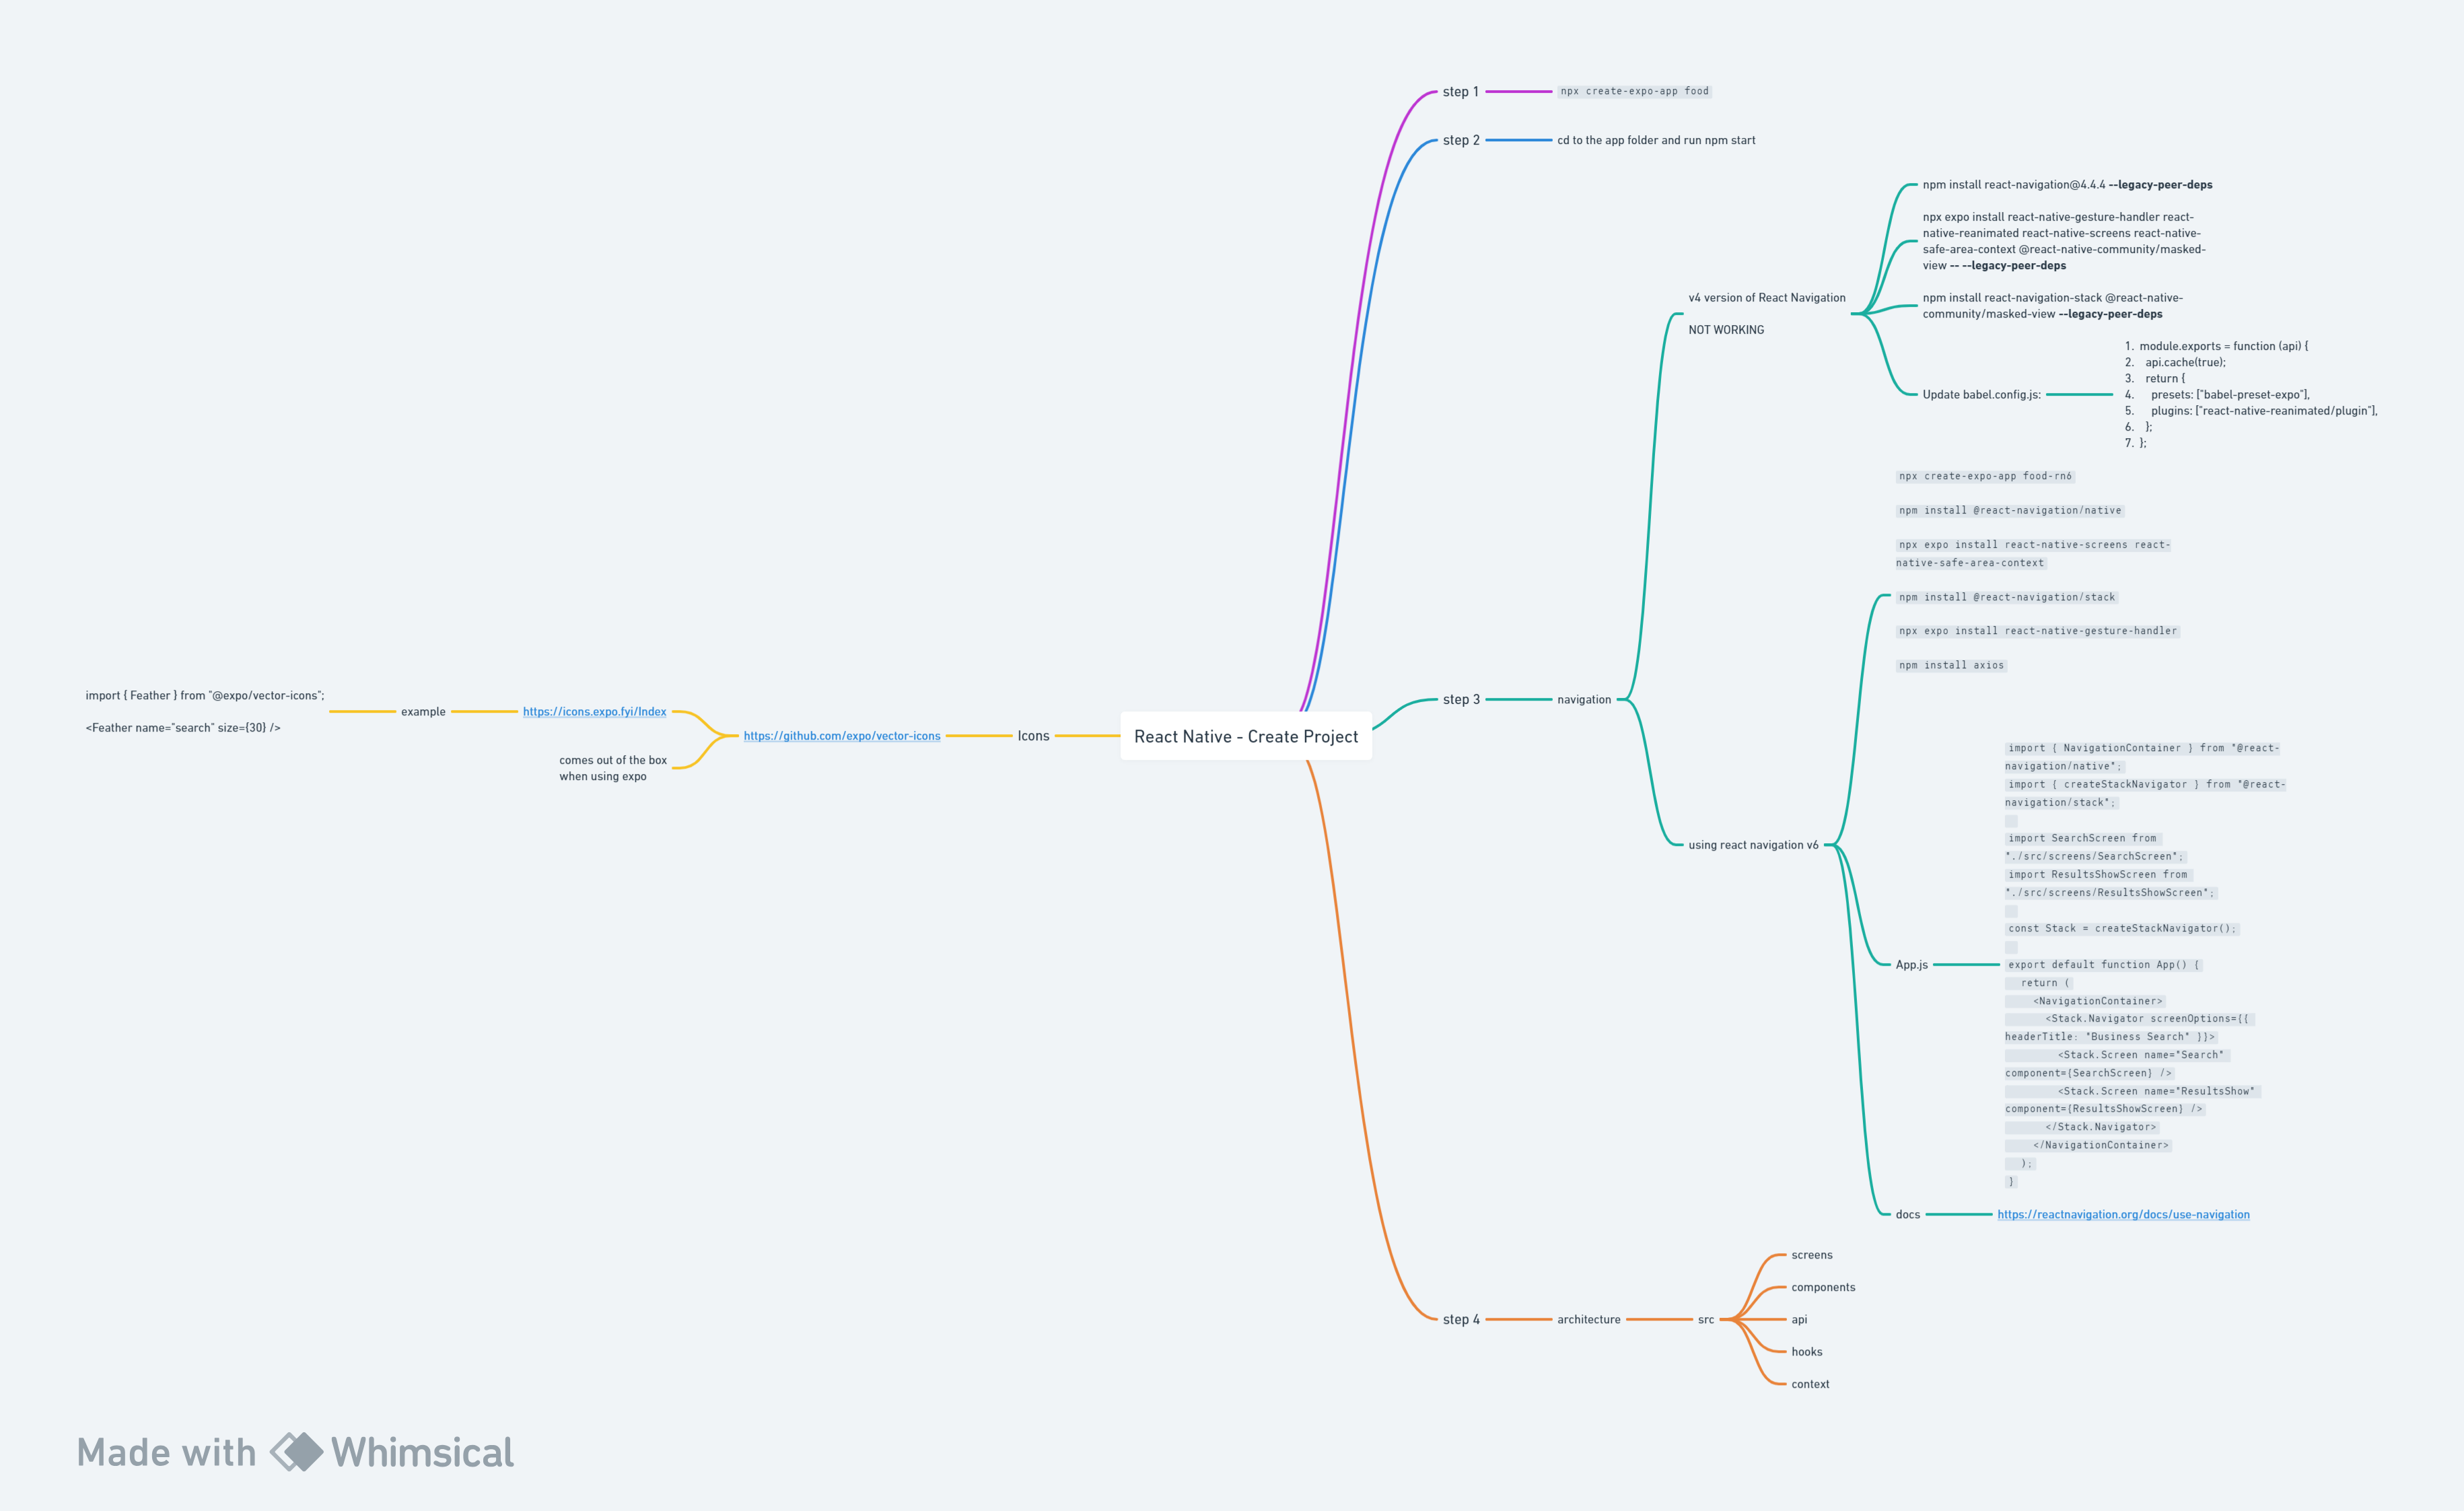 React Native - Create Project
step 1
npx create-expo-app food
step 2
cd to the app folder and run npm start
step 3
navigation
v4 version of React Navigation
NOT WORKING
npm install react-navigation@4.4.4 --legacy-peer-deps
npx expo install react-native-gesture-handler react-
native-reanimated react-native-screens react-native-
safe-area-context @react-native-community/masked-
view -- --legacy-peer-deps
npm install react-navigation-stack @react-native-
community/masked-view --legacy-peer-deps
Update babel.config.js:
1. module.exports = function (api) {
2.   api.cache(true);
3.   return {
4.     presets: ["babel-preset-expo"],
5.     plugins: ["react-native-reanimated/plugin"],
6.   };
7. };
using react navigation v6
npx create-expo-app food-rn6
npm install @react-navigation/native
npx expo install react-native-screens react-
native-safe-area-context
npm install @react-navigation/stack
npx expo install react-native-gesture-handler
npm install axios
App.js
import { NavigationContainer } from "@react-
navigation/native";
import { createStackNavigator } from "@react-
navigation/stack";
import SearchScreen from
"./src/screens/SearchScreen";
import ResultsShowScreen from
"./src/screens/ResultsShowScreen";
const Stack = createStackNavigator();
export default function App() {
  return (
    <NavigationContainer>
      <Stack.Navigator screenOptions={{
headerTitle: "Business Search" }}>
        <Stack.Screen name="Search"
component={SearchScreen} />
        <Stack.Screen name="ResultsShow"
component={ResultsShowScreen} />
      </Stack.Navigator>
    </NavigationContainer>
  );
}
docs
https://reactnavigation.org/docs/use-navigation
step 4
architecture
src
screens
components
api
hooks
context
Icons
https://github.com/expo/vector-icons
https://icons.expo.fyi/Index
example
import { Feather } from "@expo/vector-icons";
<Feather name="search" size={30} />
comes out of the box
when using expo
Made with Whimsical